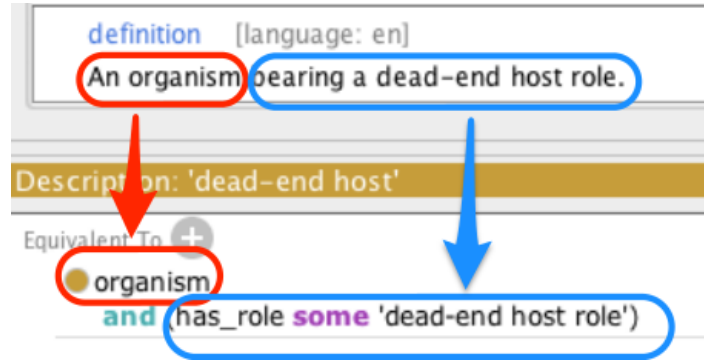 definition [language: en]
An organism bearing a dead-end host role.
Description: 'dead-end host'
Equivalent To +
organism
and (has_role some 'dead-end host role')